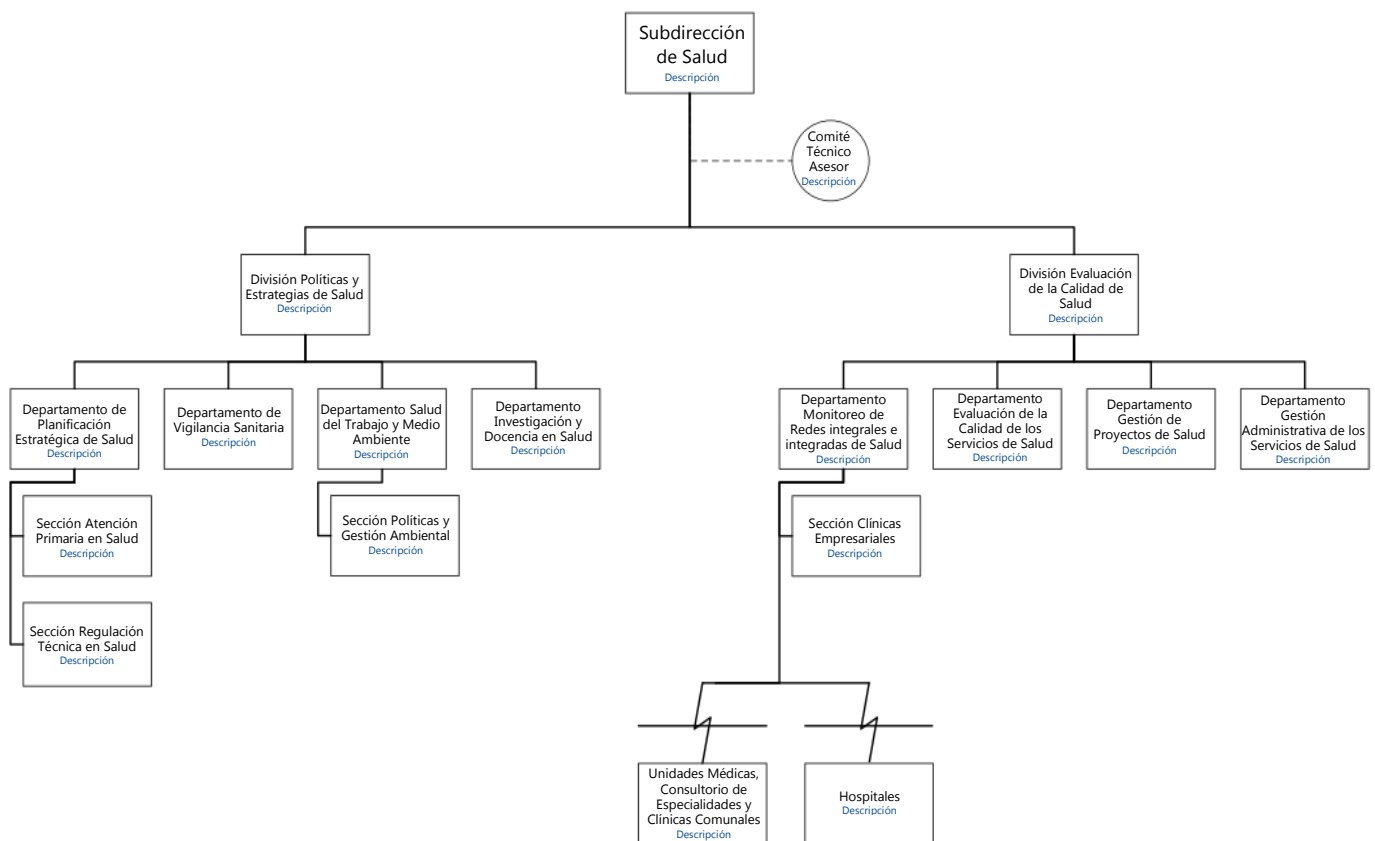 Subdirección
de Salud
Descripción
Comité
Técnico
Asesor
Descripción
División Políticas y
Estrategias de Salud
Descripción
División Evaluación
de la Calidad de
Salud
Descripción
Departamento de
Planificación
Estratégica de Salud
Descripción
Departamento de
Vigilancia Sanitaria
Descripción
Departamento Salud
del Trabajo y Medio
Ambiente
Descripción
Departamento
Investigación y
Docencia en Salud
Descripción
Departamento
Monitoreo de
Redes integrales e
integradas de Salud
Descripción
Departamento
Evaluación de la
Calidad de los
Servicios de Salud
Descripción
Departamento
Gestión de
Proyectos de Salud
Descripción
Departamento
Gestión
Administrativa de los
Servicios de Salud
Descripción
Sección Atención
Primaria en Salud
Descripción
Sección Políticas y
Gestión Ambiental
Descripción
Sección Clínicas
Empresariales
Descripción
Sección Regulación
Técnica en Salud
Descripción
Unidades Médicas,
Consultorio de
Especialidades y
Clínicas Comunales
Descripción
Hospitales
Descripción